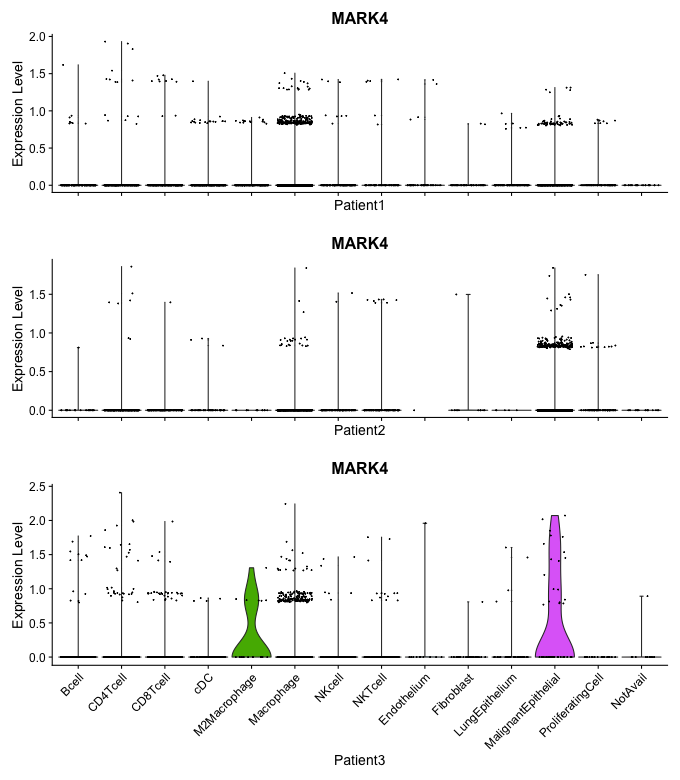 MARK4
Expression Level
2.0
1.5
1.0
0.5
0.0
Patient1
MARK4
Expression Level
1.5
1.0
0.5
0.0
Patient2
MARK4
Expression Level
2.5
2.0
1.5
1.0
0.5
0.0
Bcell
CD4Tcell
CD8Tcell
cDC
M2Macrophage
Macrophage
NKcell
NKTcell
Endothelium
Fibroblast
LungEpithelium
MalignantEpithelial
ProliferatingCell
NotAvail
Patient3